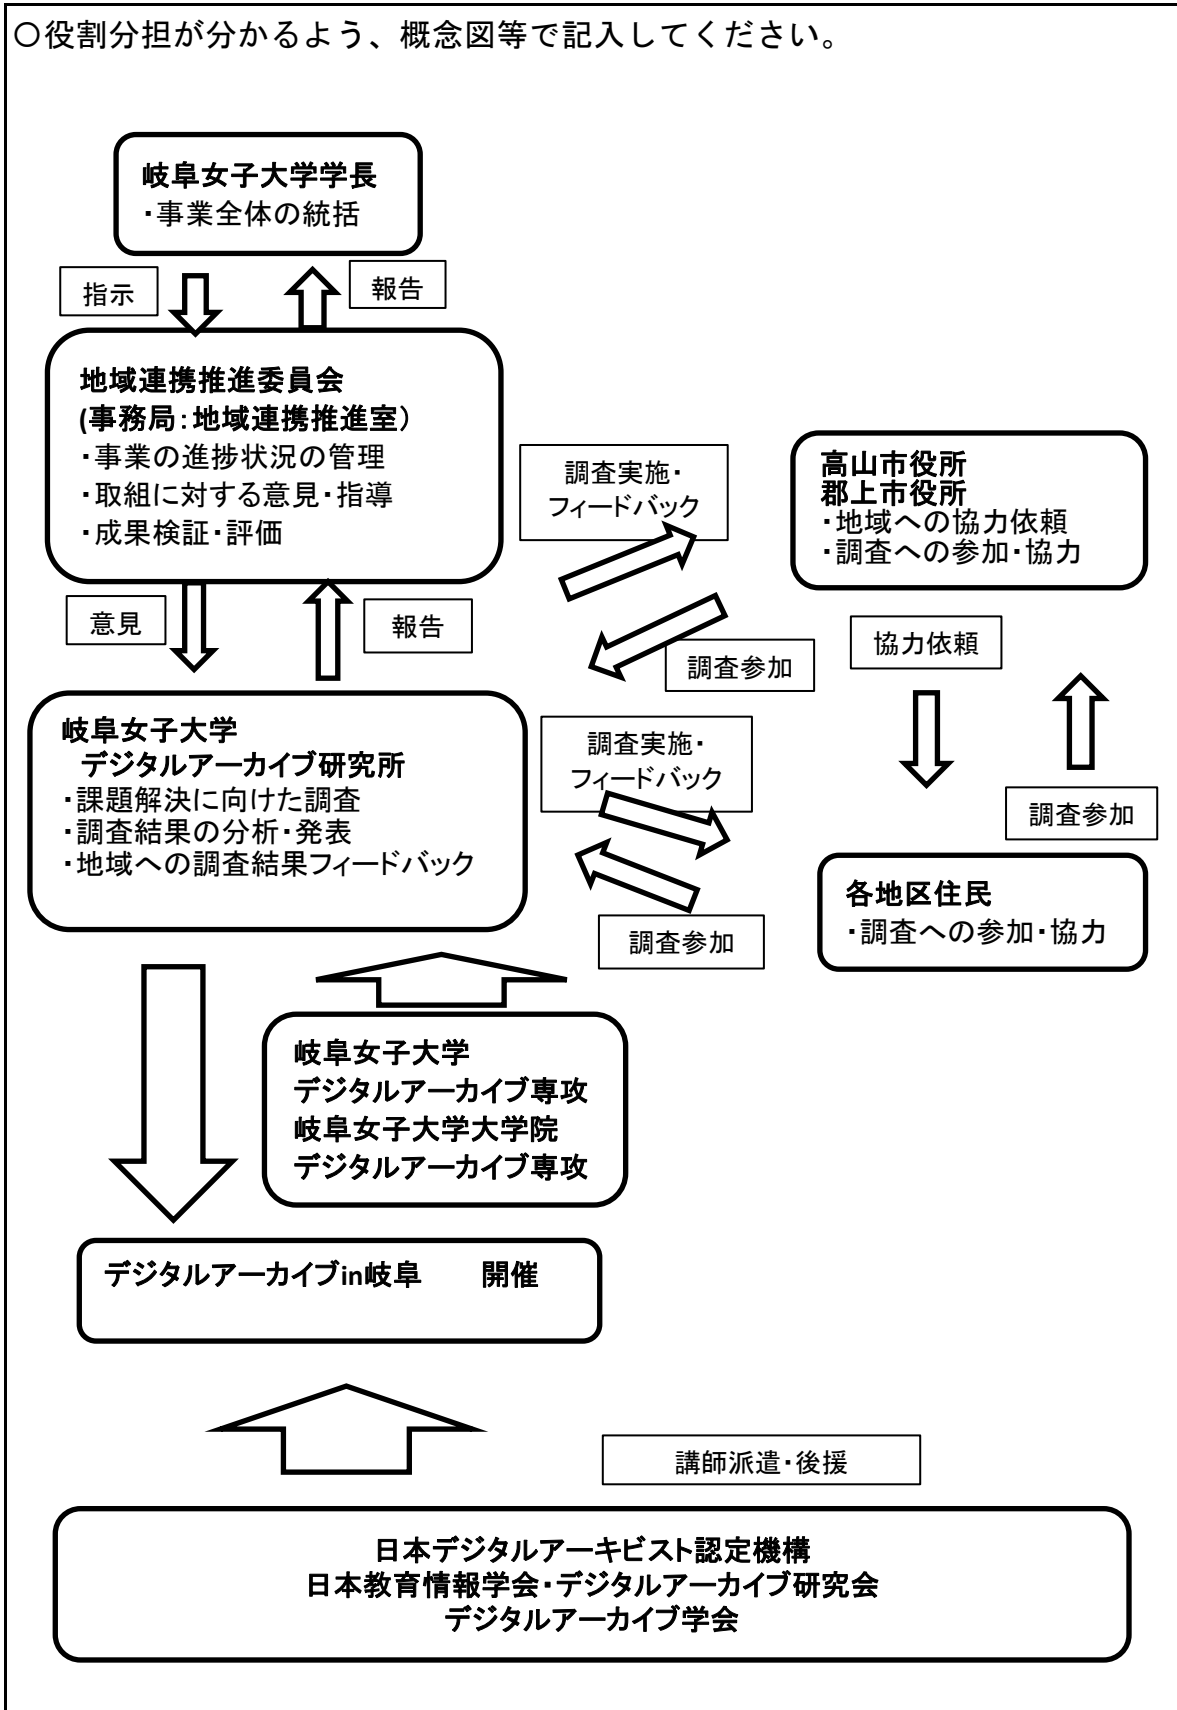 〇役割分担が分かるよう、概念図等で記入してください。
岐阜女子大学学長
・事業全体の統括
指示
報告
地域連携推進委員会
(事務局：地域連携推進室）
・事業の進捗状況の管理
・取組に対する意見・指導
・成果検証・評価
調査実施・
フィードバック
高山市役所
郡上市役所
・地域への協力依頼
・調査への参加・協力
意見
報告
調査参加
協力依頼
岐阜女子大学
デジタルアーカイブ研究所
・課題解決に向けた調査
・調査結果の分析・発表
・地域への調査結果フィードバック
調査実施・
フィードバック
調査参加
調査参加
各地区住民
・調査への参加・協力
岐阜女子大学
デジタルアーカイブ専攻
岐阜女子大学大学院
デジタルアーカイブ専攻
デジタルアーカイブin岐阜　　開催
講師派遣・後援
日本デジタルアーキビスト認定機構
日本教育情報学会・デジタルアーカイブ研究会
デジタルアーカイブ学会